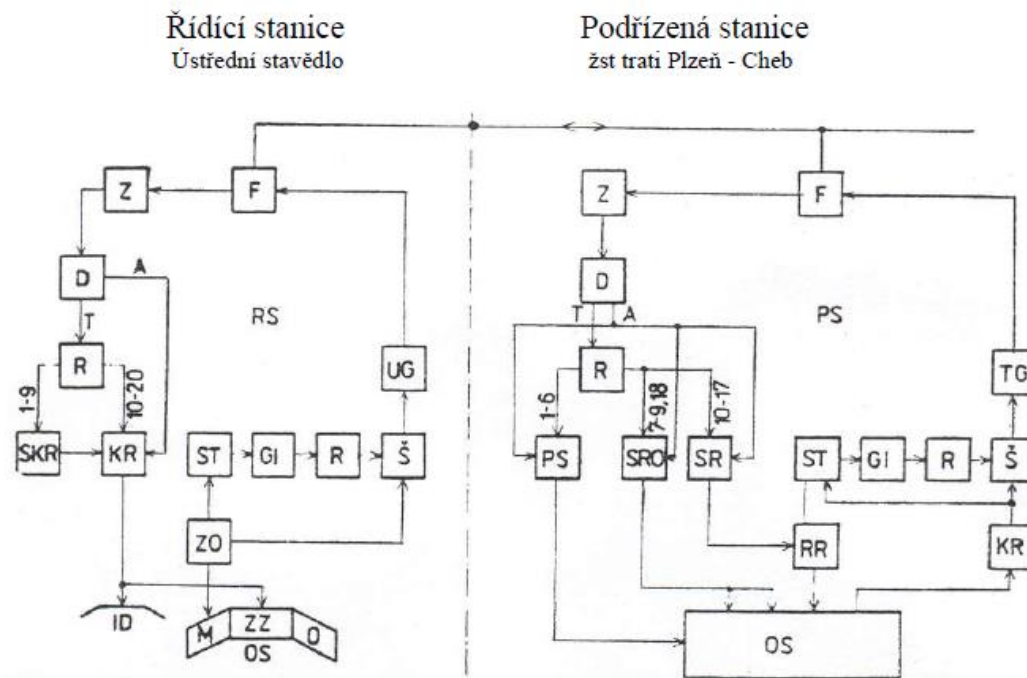 Řídící stanice
Ústřední stavědlo
Podřízená stanice
žst trati Plzeň - Cheb
Z
F
D
A
T
R
1-9
10-20
SKR
KR
RS
UG
ST
GI
R
Š
ZO
ID
M
ZZ
O
OS
Z
F
D
T
A
R
PS
1-6
7-9,18
10-17
PS
SRO
SR
TG
ST
GI
R
Š
RR
KR
OS